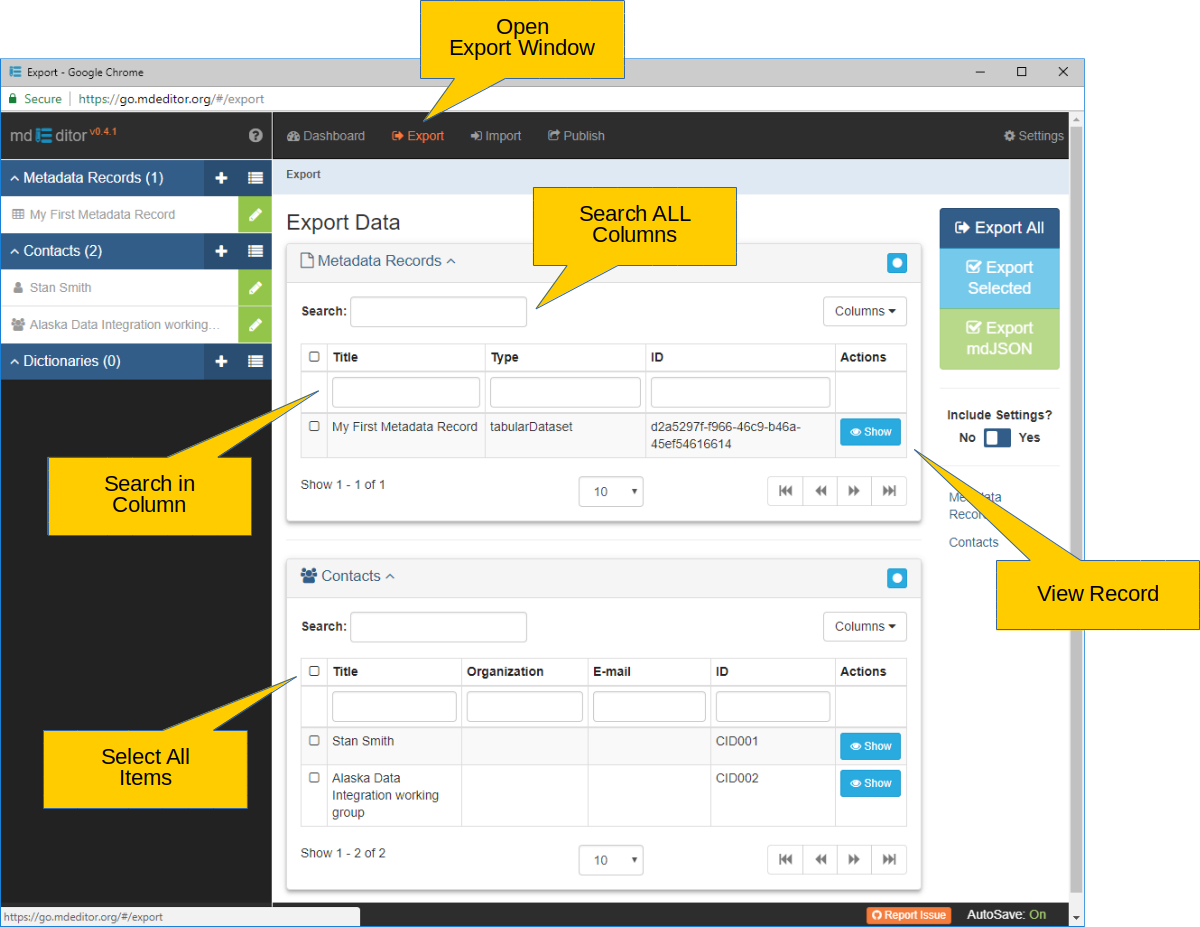 Open
Export Window
Export - Google Chrome
Secure https://go.mdeditor.org/#/export
md ditor v0.4.1
Dashboard Export Import Publish Settings
Metadata Records (1)
My First Metadata Record
Contacts (2)
Stan Smith
Alaska Data Integration working...
Dictionaries (0)
Export
Export Data
Search ALL
Columns
Metadata Records
Search: Columns
Title Type ID Actions
My First Metadata Record tabularDataset d2a5297f-f966-46c9-b46a-
45ef54616614 Show
Show 1 - 1 of 1 10
Search in
Column
Export All
Export
Selected
Export
mdJSON
Include Settings?
No Yes
Metadata
Records
Contacts
View Record
Contacts
Search: Columns
Title Organization E-mail ID Actions
Stan Smith CID001 Show
Alaska Data CID002 Show
Integration working
group
Show 1 - 2 of 2 10
Select All
Items
https://go.mdeditor.org/#/export
Report Issue AutoSave: On